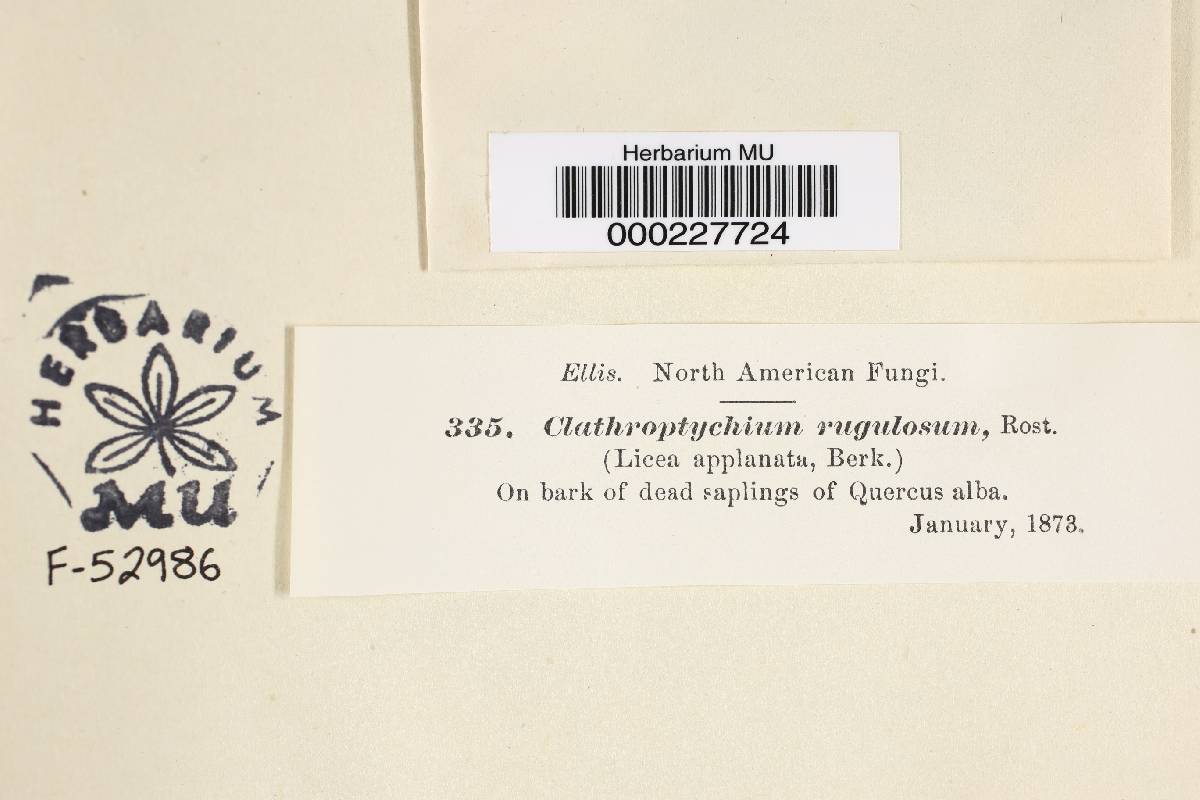 Herbarium MU
000227724
HERBARIUM
MU
F-52986
Ellis. North American Fungi.
335. Clathroptychium rugulosum, Rost.
(Licea applanata, Berk.)
On bark of dead saplings of Quercus alba.
January, 1873.